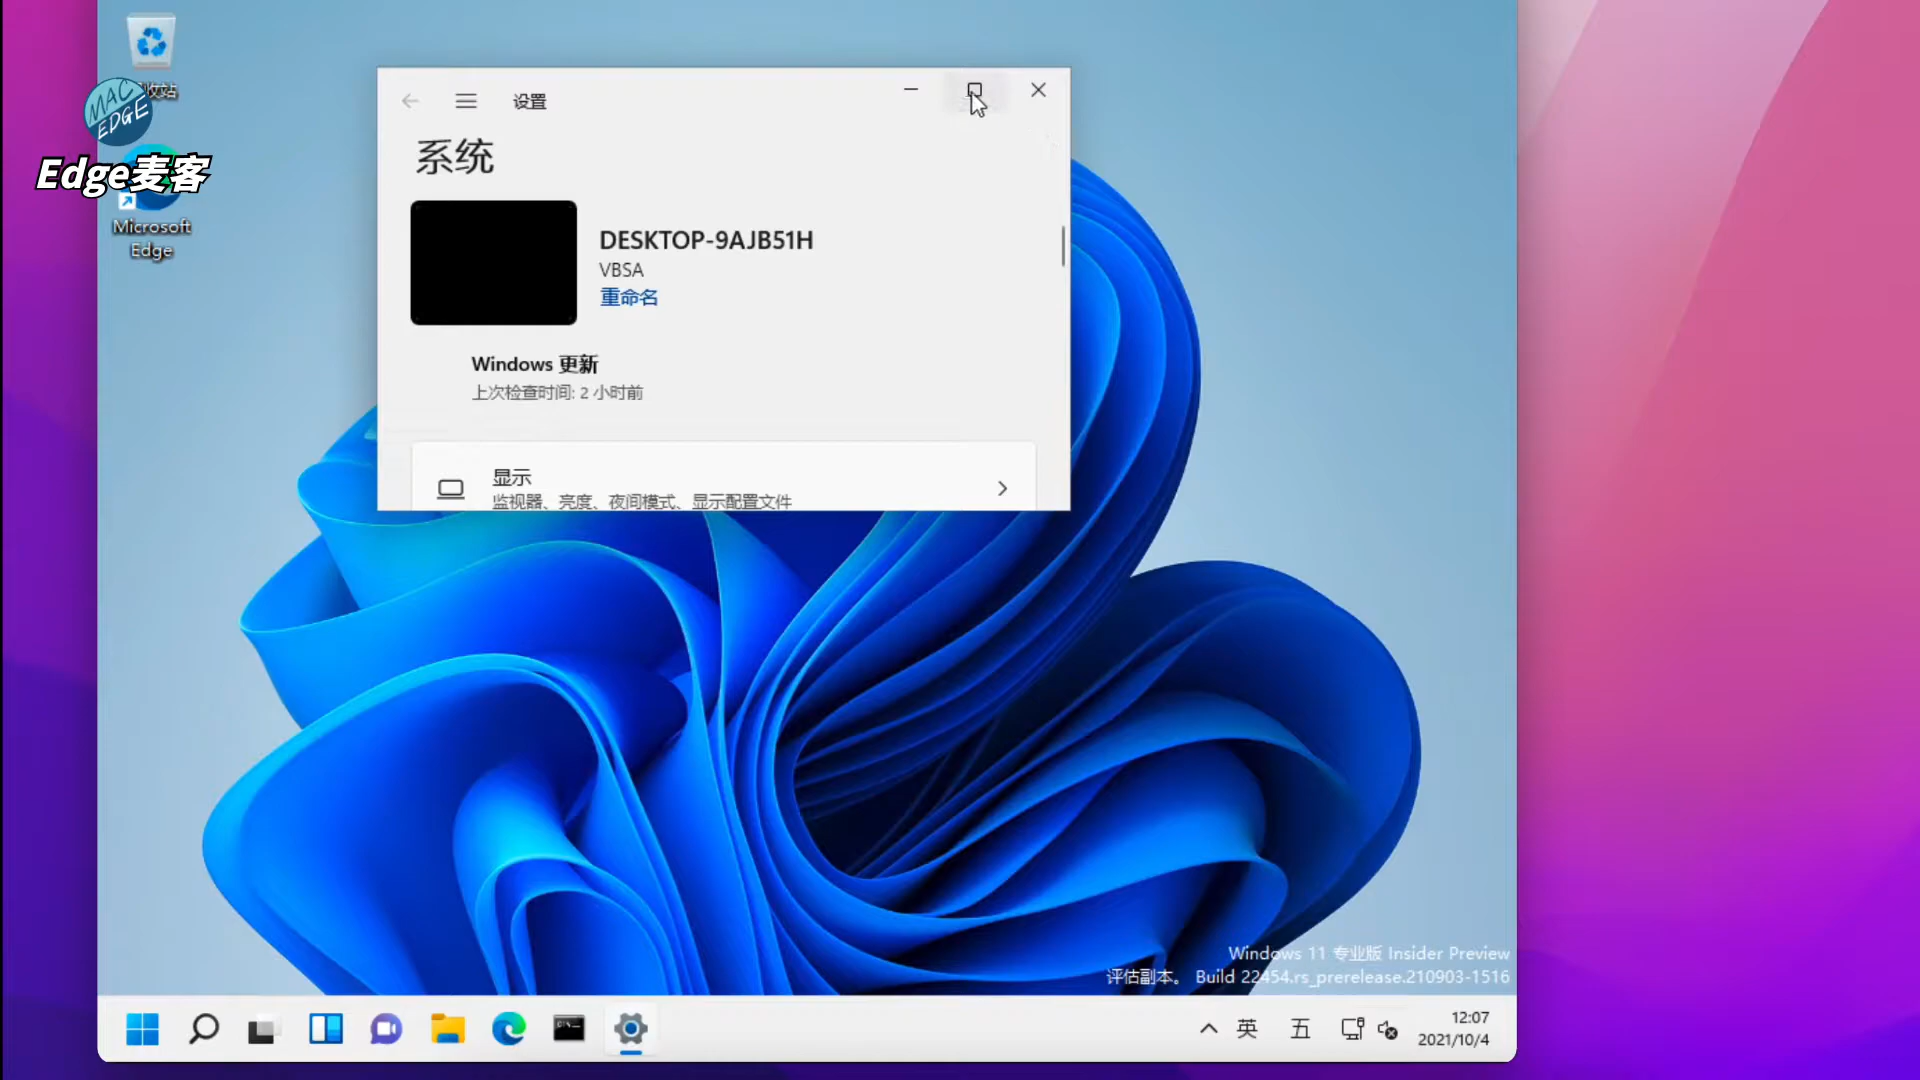 收站
MAC
EDGE
Edge麦客
Microsoft
Edge
设置
系统
DESKTOP-9AJB51H
VBSA
重命名
Windows 更新
上次检查时间: 2 小时前
显示
监视器、亮度、夜间模式、显示配置文件
Windows 11 专业版 Insider Preview
评估副本。 Build 22454.rs_prerelease.210903-1516
英
五
12:07
2021/10/4